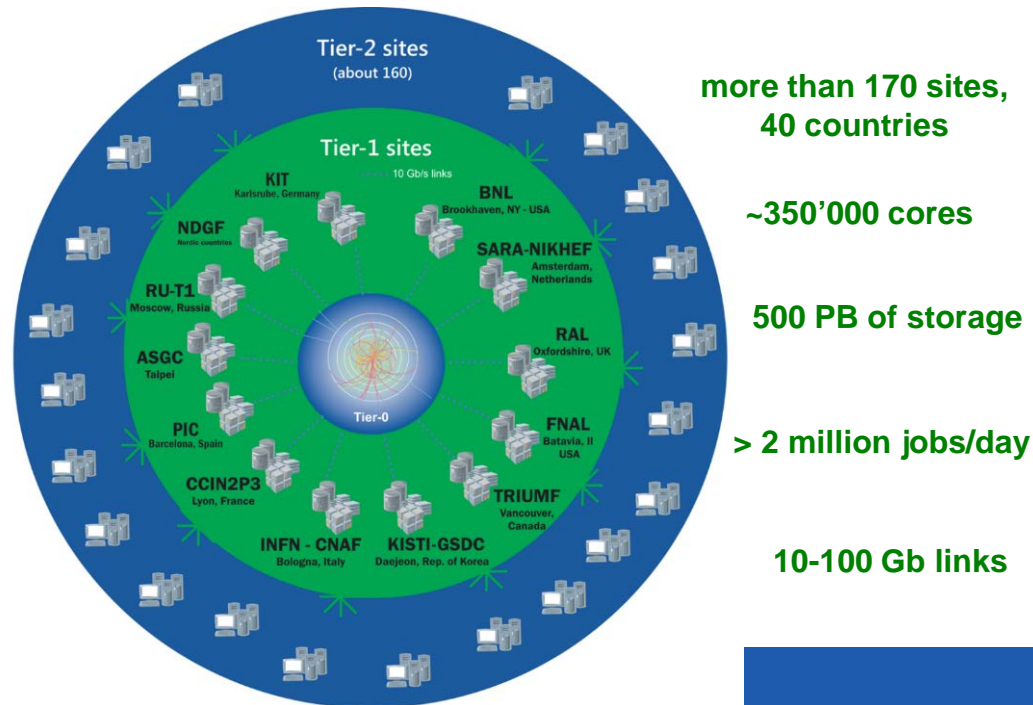 Tier-2 sites
(about 160)
Tier-1 sites
10 Gb/s links
KIT
Karlsruhe, Germany
BNL
Brookhaven, NY - USA
NDGF
Nordic countries
SARA-NIKHEF
Amsterdam,
Netherlands
RU-T1
Moscow, Russia
RAL
Oxfordshire, UK
ASGC
Taipei
Tier-0
PIC
Barcelona, Spain
FNAL
Batavia, Il
USA
CCIN2P3
Lyon, France
TRIUMF
Vancouver,
Canada
INFN - CNAF
Bologna, Italy
KISTI-GSDC
Daejeon, Rep. of Korea
more than 170 sites,
40 countries
~350’000 cores
500 PB of storage
> 2 million jobs/day
10-100 Gb links